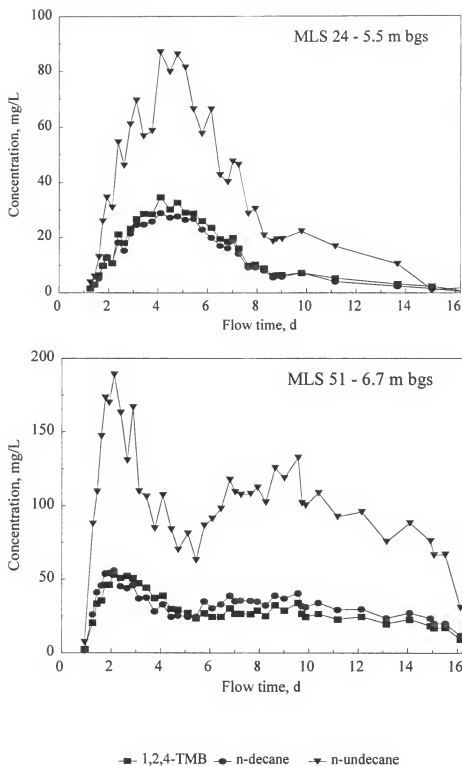 MLS 24 - 5.5 m bgs
Concentration, mg/L
100
80
60
40
20
0
0 2 4 6 8 10 12 14 16
Flow time, d
MLS 51 - 6.7 m bgs
Concentration, mg/L
200
150
100
50
0
0 2 4 6 8 10 12 14 16
Flow time, d
1,2,4-TMB n-decane n-undecane